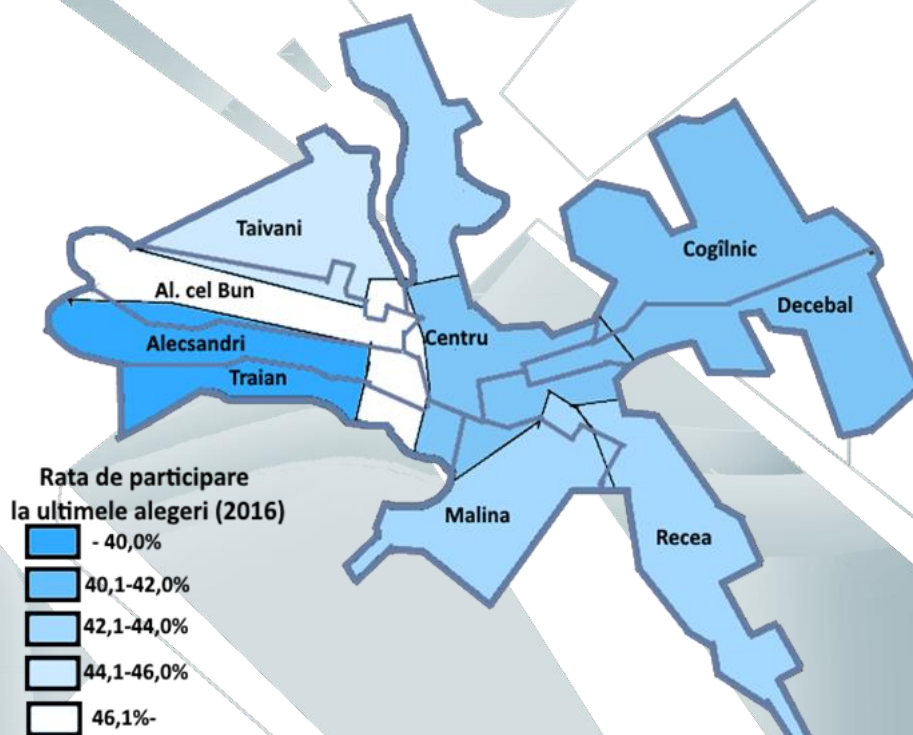 Taivani
Cogîlnic
Al. cel Bun
Decebal
Centru
Alecsandri
Traian
Rata de participare
la ultimele alegeri (2016)
Malina
Recea
- 40,0%
40,1-42,0%
42,1-44,0%
44,1-46,0%
46,1%-